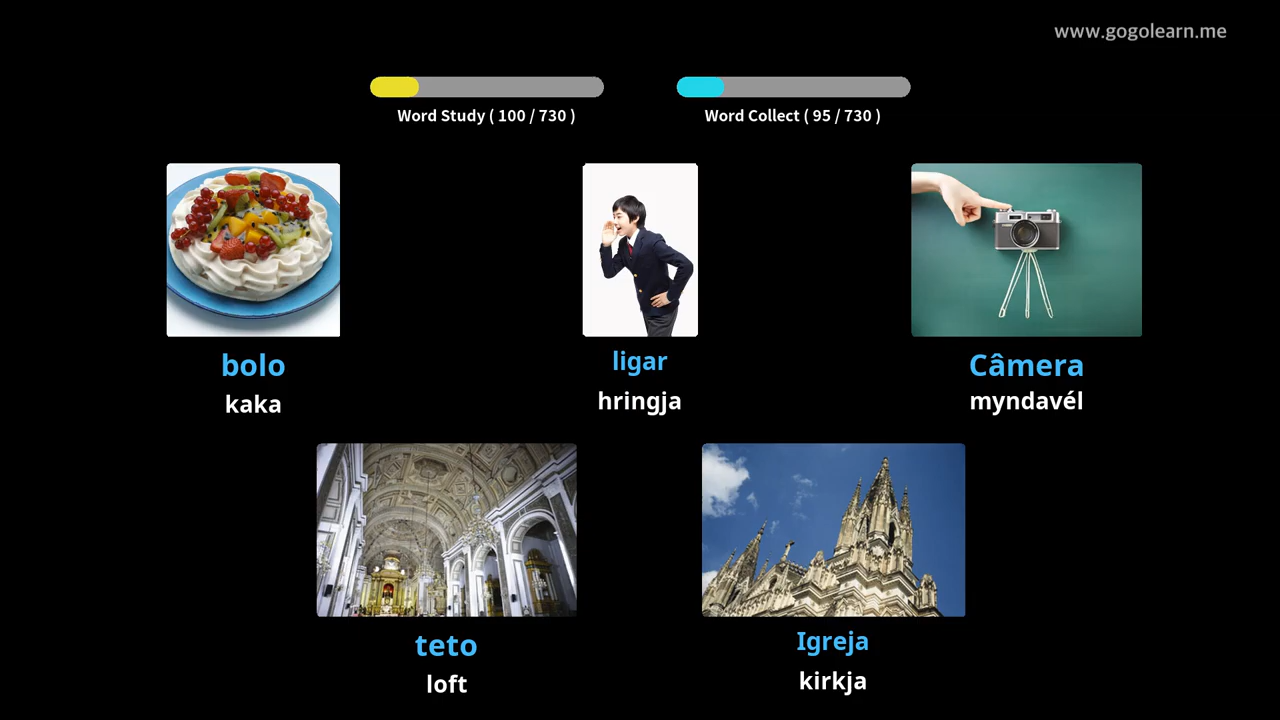 www.gogolearn.me
Word Study ( 100 / 730 )
Word Collect ( 95 / 730 )
bolo
kaka
ligar
hringja
Câmera
myndavél
teto
loft
Igreja
kirkja